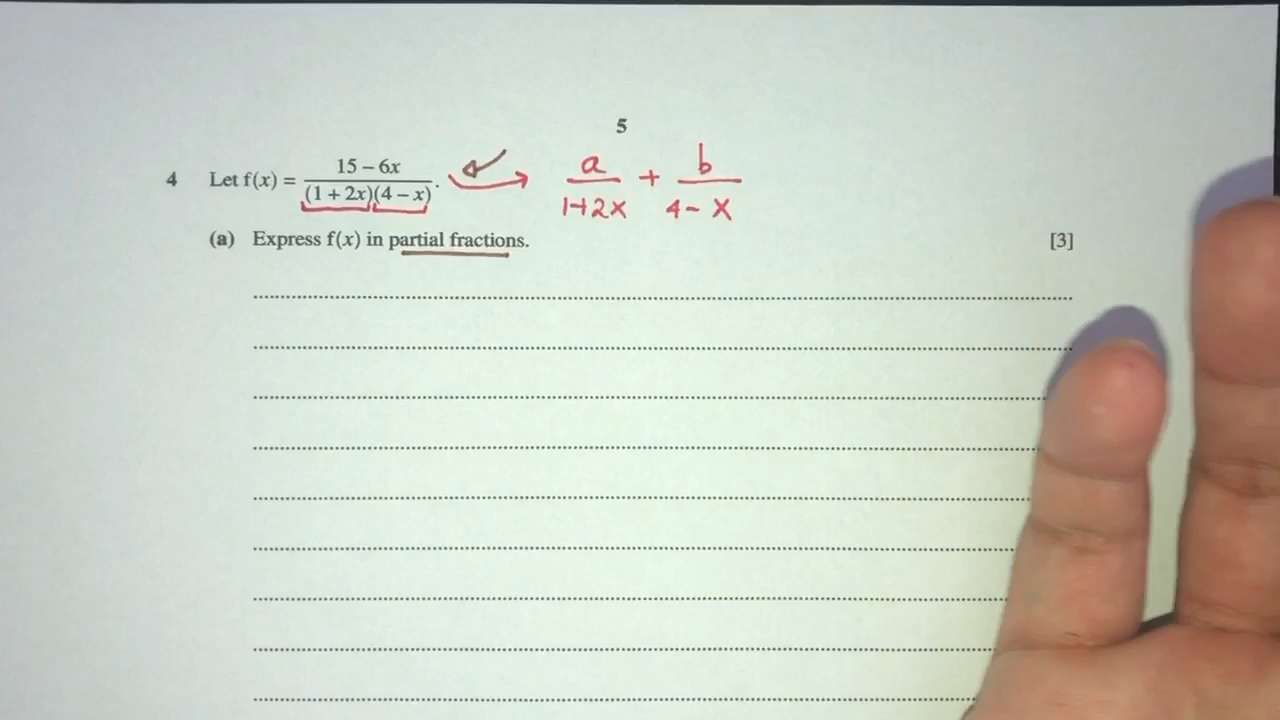 5
4 Let f(x) = (15 – 6x)/((1 + 2x)(4 – x)). a/(1+2x) + b/(4-x)
(a) Express f(x) in partial fractions. [3]